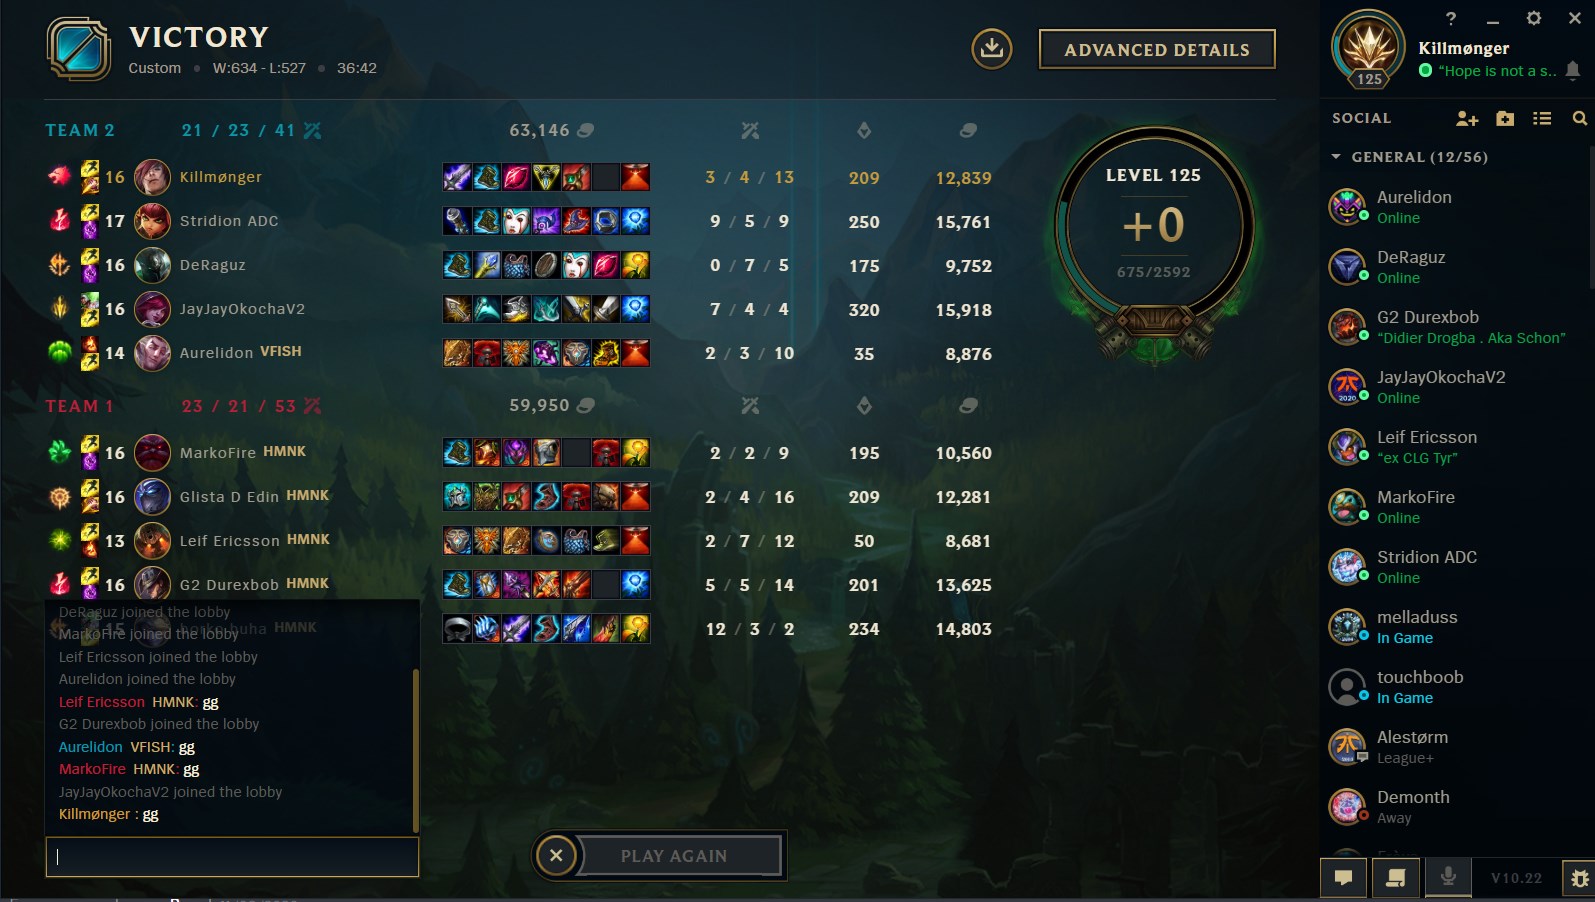 VICTORY
Custom • W:634 - L:527 • 36:42
ADVANCED DETAILS
TEAM 2 21 / 23 / 41 63,146
16 Killmønger 3 / 4 / 13 209 12,839
17 Stridion ADC 9 / 5 / 9 250 15,761
16 DeRaguz 0 / 7 / 5 175 9,752
16 JayJayOkochaV2 7 / 4 / 4 320 15,918
14 Aurelidon VFISH 2 / 3 / 10 35 8,876
TEAM 1 23 / 21 / 53 59,950
16 MarkoFire HMNK 2 / 2 / 9 195 10,560
16 Glista D Edin HMNK 2 / 4 / 16 209 12,281
13 Leif Ericsson HMNK 2 / 7 / 12 50 8,681
16 G2 Durexbob HMNK 5 / 5 / 14 201 13,625
15 HMNK 12 / 3 / 2 234 14,803
DeRaguz joined the lobby
MarkoFire joined the lobby
Leif Ericsson joined the lobby
Aurelidon joined the lobby
Leif Ericsson HMNK: gg
G2 Durexbob joined the lobby
Aurelidon VFISH: gg
MarkoFire HMNK: gg
JayJayOkochaV2 joined the lobby
Killmønger : gg
PLAY AGAIN
LEVEL 125
+0
675/2592
?
125
Killmønger
"Hope is not a s..
SOCIAL
GENERAL (12/56)
Aurelidon
Online
DeRaguz
Online
G2 Durexbob
"Didier Drogba . Aka Schon"
2020
JayJayOkochaV2
Online
Leif Ericsson
"ex CLG Tyr"
MarkoFire
Online
Stridion ADC
Online
melladuss
In Game
touchboob
In Game
Alestørm
League+
Demonth
Away
V10.22